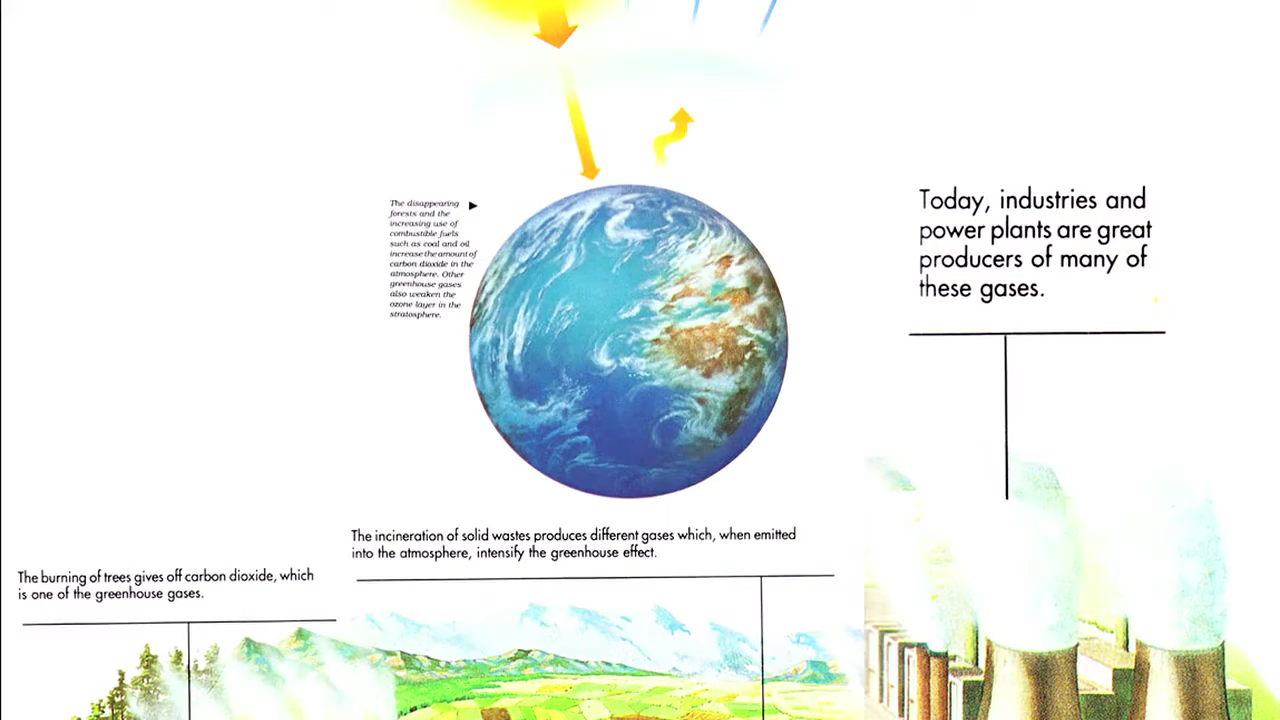 The disappearing
forests and the
increasing use of
combustible fuels
such as coal and oil
increase the amount of
carbon dioxide in the
atmosphere. Other
greenhouse gases
also weaken the
ozone layer in the
stratosphere.
Today, industries and
power plants are great
producers of many of
these gases.
The incineration of solid wastes produces different gases which, when emitted
into the atmosphere, intensify the greenhouse effect.
The burning of trees gives off carbon dioxide, which
is one of the greenhouse gases.